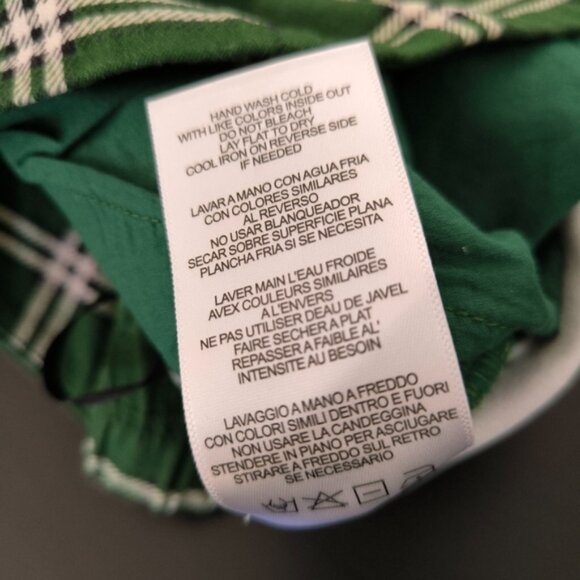 HAND WASH COLD
WITH LIKE COLORS INSIDE OUT
DO NOT BLEACH
LAY FLAT TO DRY
COOL IRON ON REVERSE SIDE
IF NEEDED
LAVAR A MANO CON AGUA FRIA
CON COLORES SIMILARES
AL REVERSO
NO USAR BLANQUEADOR
SECAR SOBRE SUPERFICIE PLANA
PLANCHA FRIA SI SE NECESITA
LAVER MAIN L'EAU FROIDE
AVEX COULEURS SIMILAIRES
A L'ENVERS
NE PAS UTILISER DEAU DE JAVEL
FAIRE SECHER A PLAT
REPASSER A FAIBLE AL'
INTENSITE AU BESOIN
LAVAGGIO A MANO A FREDDO
CON COLORI SIMILI DENTRO E FUORI
NON USARE LA CANDEGGINA
STENDERE IN PIANO PER ASCIUGARE
STIRARE A FREDDO SUL RETRO
SE NECESSARIO